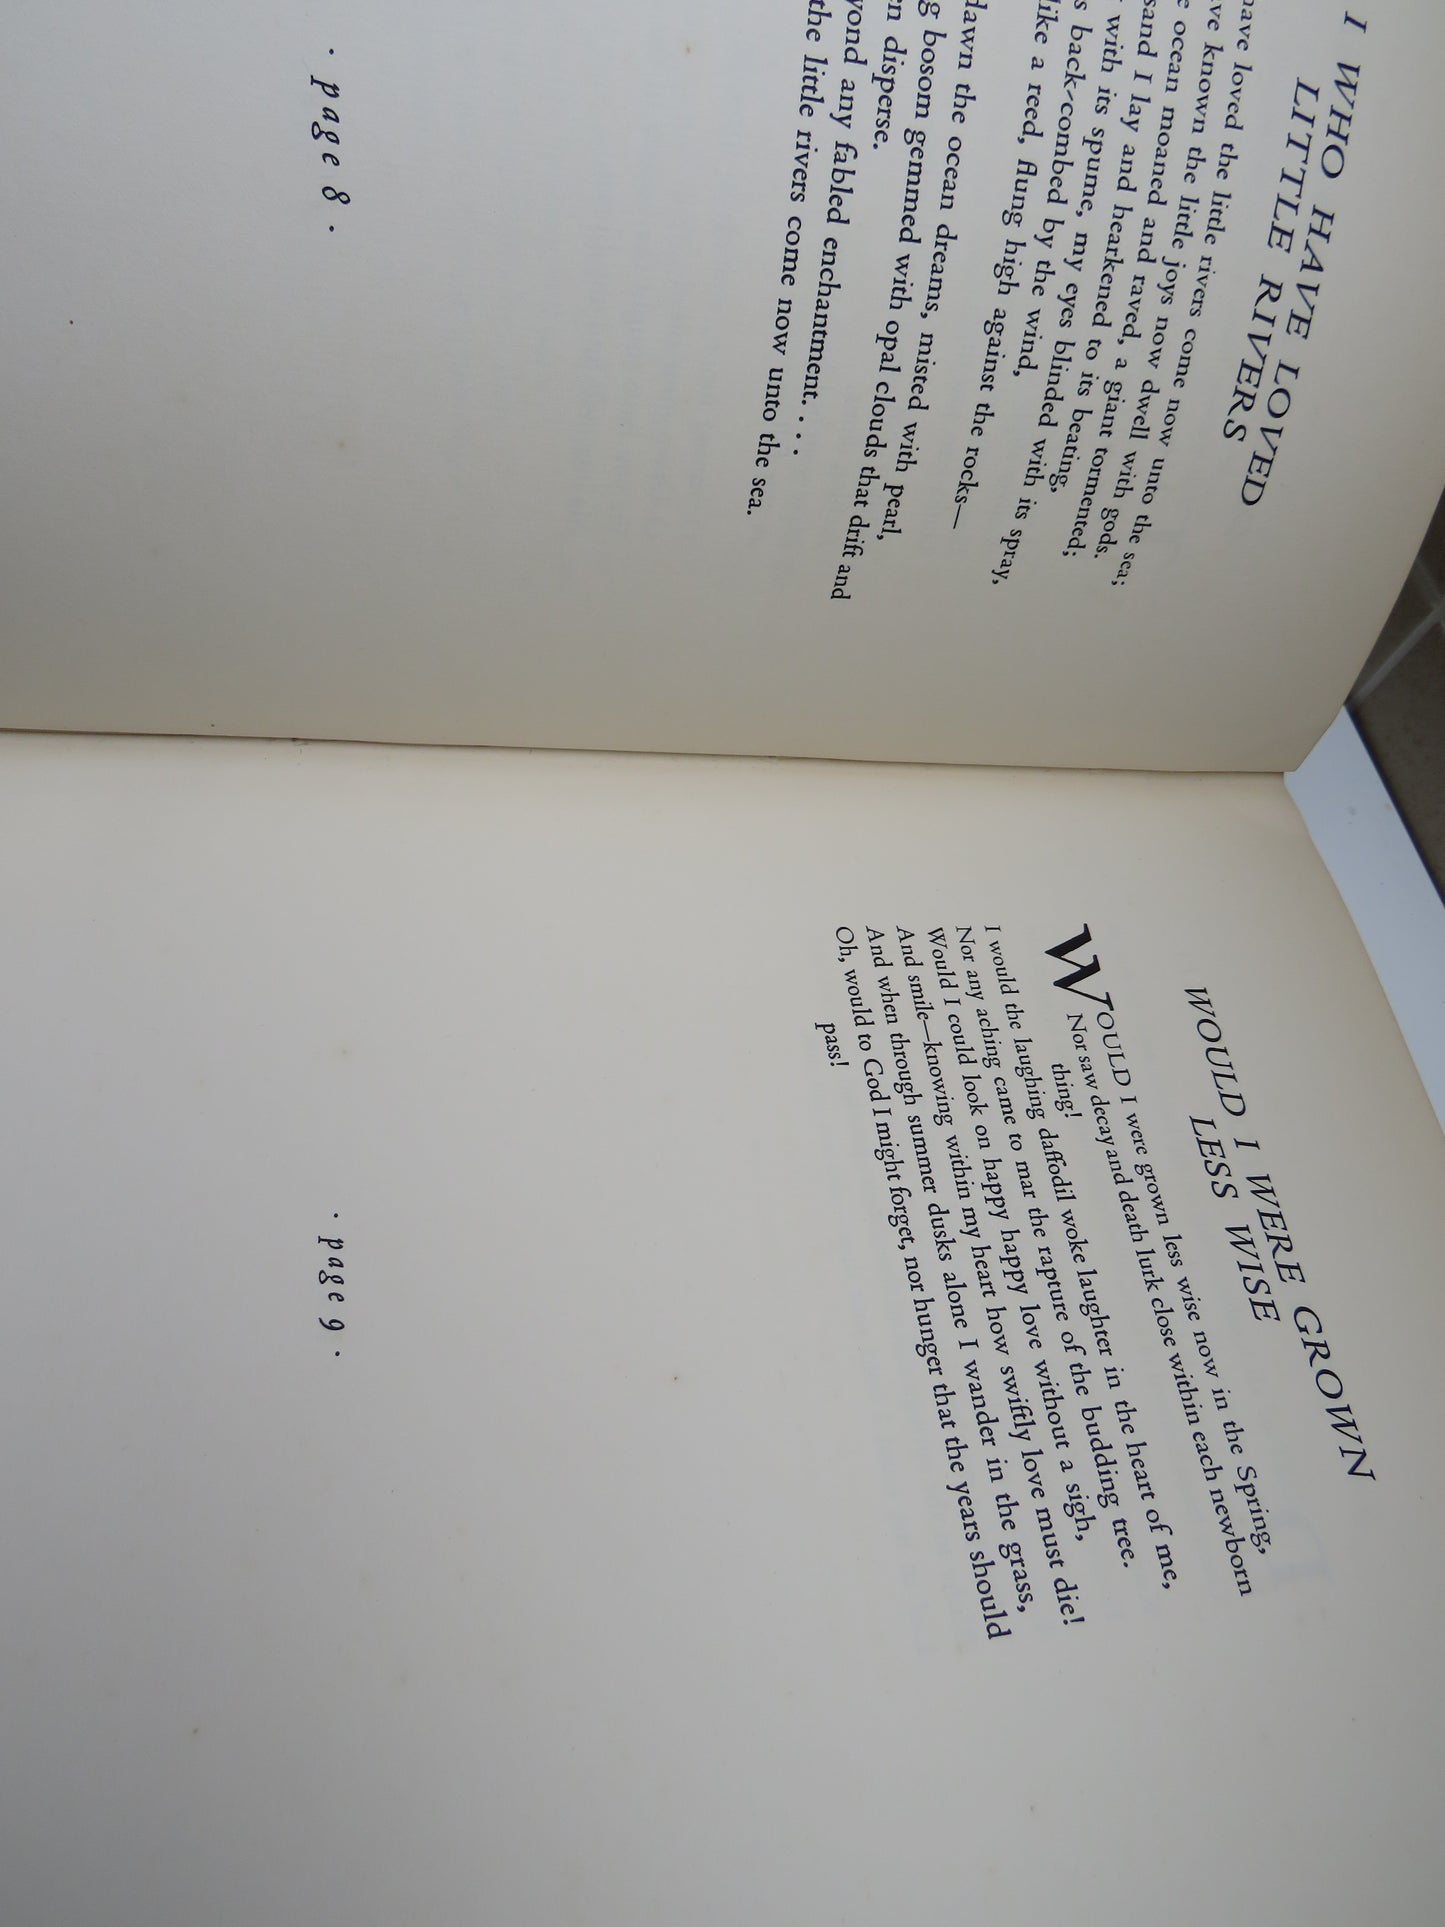 I WHO HAVE LOVED
LITTLE RIVERS
have loved the little rivers come now unto the sea;
known the little joys now dwell with gods.
ocean moaned and raved, a giant tormented;
I lay and hearkened to its beating,
with its spume, my eyes blinded with its spray,
back-combed by the wind,
like a reed, flung high against the rocks—
dawn the ocean dreams, misted with pearl,
bosom gemmed with opal clouds that drift and
disperse.
any fabled enchantment. . . .
the little rivers come now unto the sea.
· page 8 ·
WOULD I WERE GROWN
LESS WISE
WOULD I were grown less wise now in the Spring,
Nor saw decay and death lurk close within each newborn
thing!
I would the laughing daffodil woke laughter in the heart of me,
Nor any aching came to mar the rapture of the budding tree.
Would I could look on happy happy love without a sigh,
And smile—knowing within my heart how swiftly love must die!
And when through summer dusks alone I wander in the grass,
Oh, would to God I might forget, nor hunger that the years should
pass!
· page 9 ·